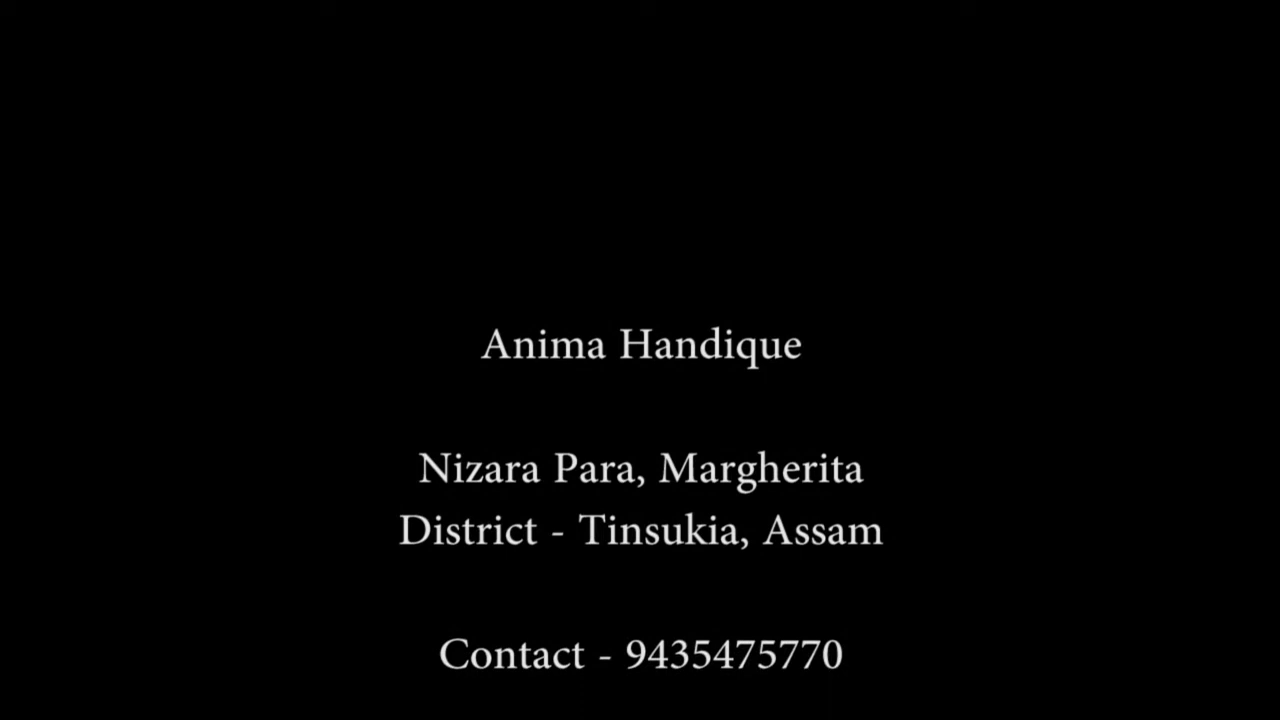 Anima Handique
Nizara Para, Margherita
District - Tinsukia, Assam
Contact - 9435475770